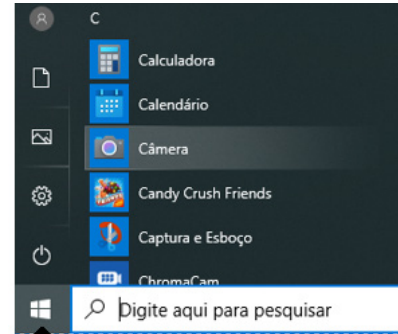 C
Calculadora
Calendário
Câmera
Candy Crush Friends
Captura e Esboço
ChromaCam
Digite aqui para pesquisar